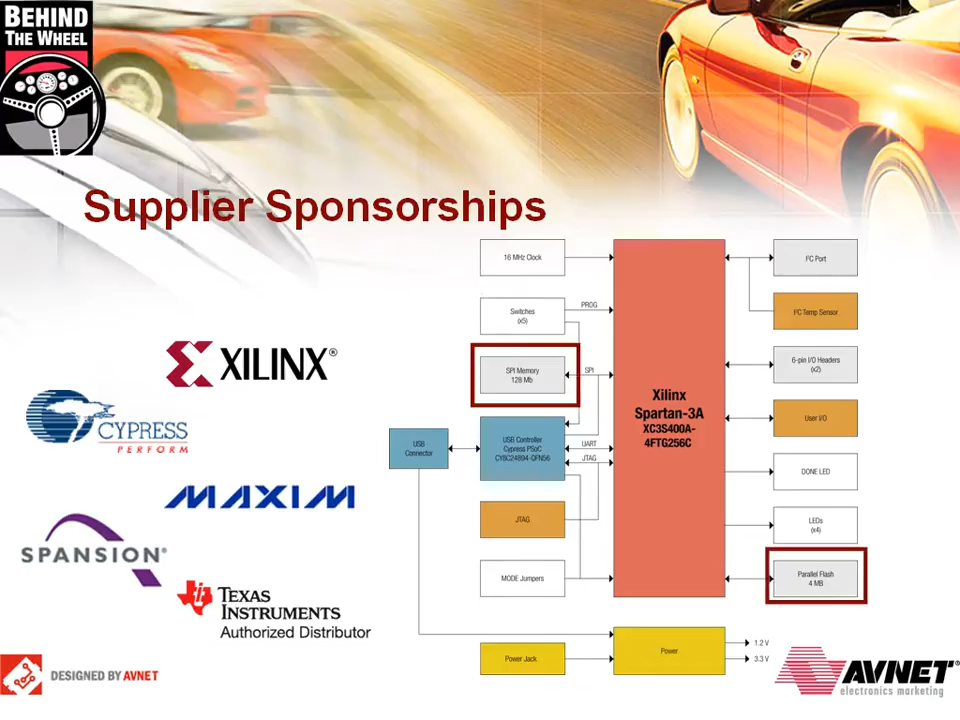 BEHIND
THE WHEEL
Supplier Sponsorships
XILINX®
CYPRESS
PERFORM
MAXIM
SPANSION®
TEXAS
INSTRUMENTS
Authorized Distributor
16 MHz Clock
Switches
(x5)
PROG
SPI Memory
128 Mb
SPI
USB
Connector
USB Controller
Cypress PSoC
CY8C24894-QFN56
UART
JTAG
JTAG
MODE Jumpers
Xilinx
Spartan-3A
XC3S400A-
4FTG256C
I²C Port
I²C Temp Sensor
6-pin I/O Headers
(x2)
User I/O
DONE LED
LEDs
(x4)
Parallel Flash
4 MB
Power Jack
Power
1.2 V
3.3 V
DESIGNED BY AVNET
AVNET®
electronics marketing